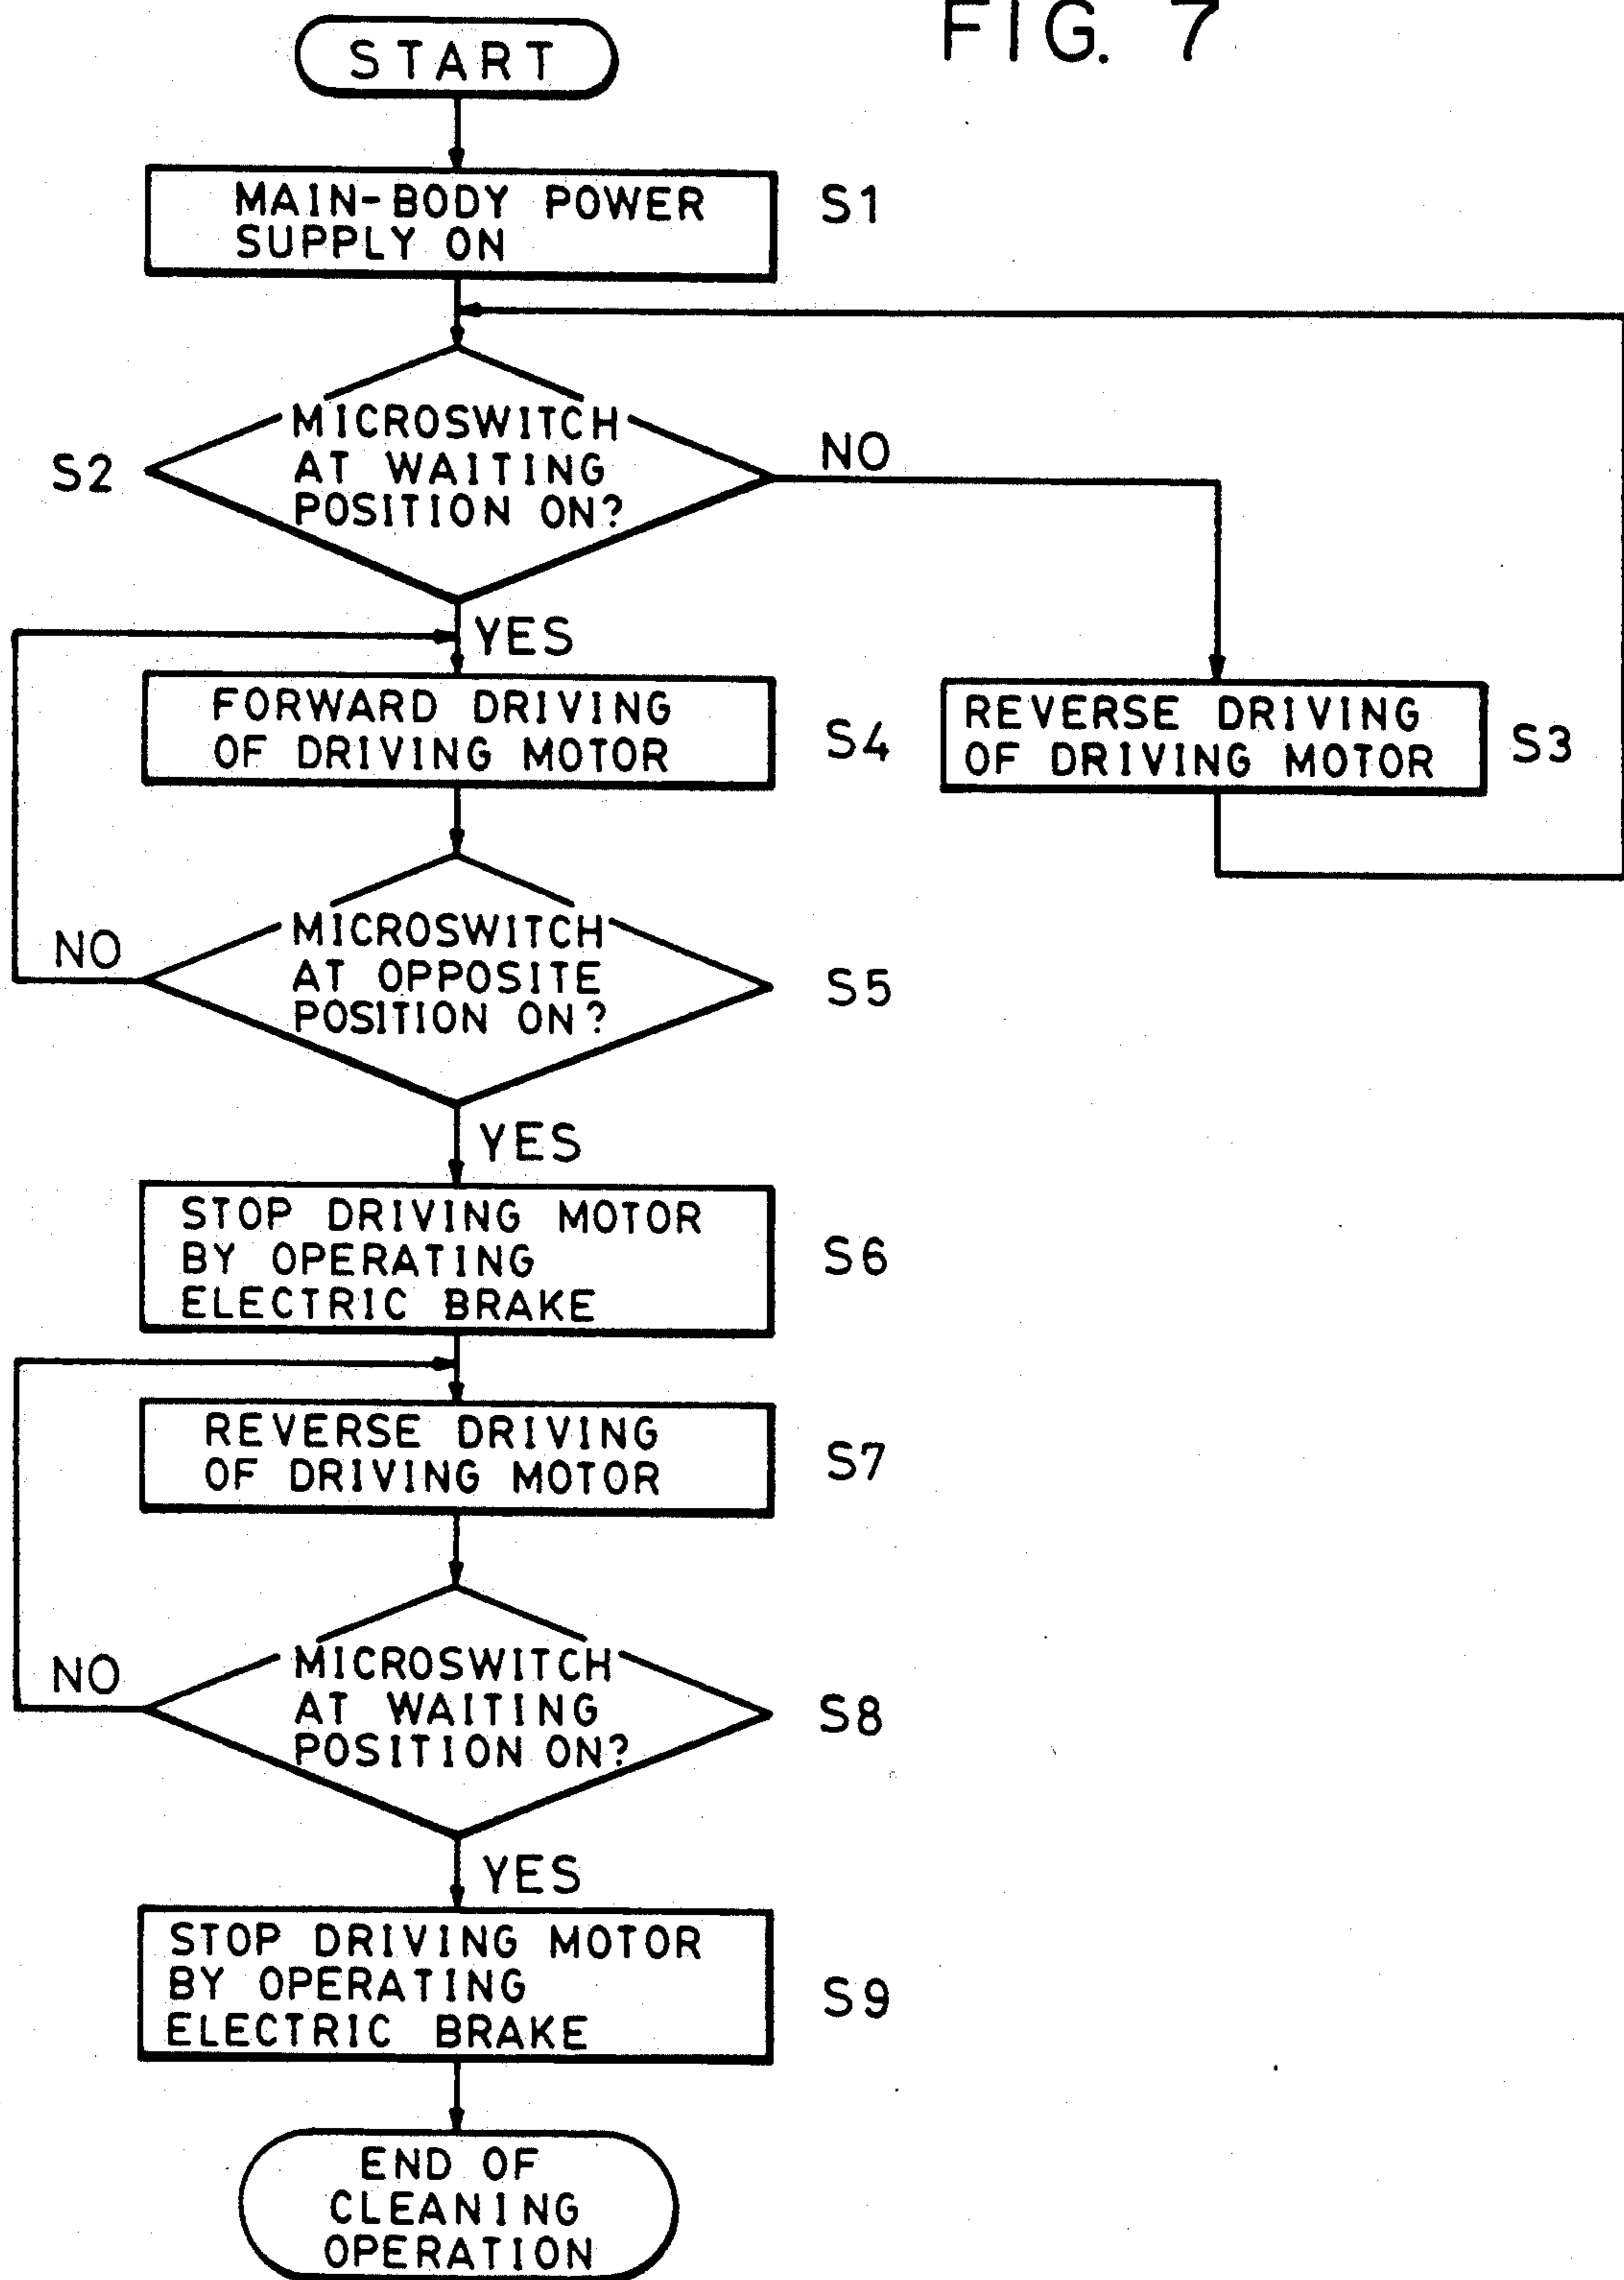 FIG. 7
START
MAIN-BODY POWER
SUPPLY ON
S1
MICROSWITCH
AT WAITING
POSITION ON?
S2
NO
YES
FORWARD DRIVING
OF DRIVING MOTOR
S4
REVERSE DRIVING
OF DRIVING MOTOR
S3
MICROSWITCH
AT OPPOSITE
POSITION ON?
NO
S5
YES
STOP DRIVING MOTOR
BY OPERATING
ELECTRIC BRAKE
S6
REVERSE DRIVING
OF DRIVING MOTOR
S7
MICROSWITCH
AT WAITING
POSITION ON?
NO
S8
YES
STOP DRIVING MOTOR
BY OPERATING
ELECTRIC BRAKE
S9
END OF
CLEANING
OPERATION